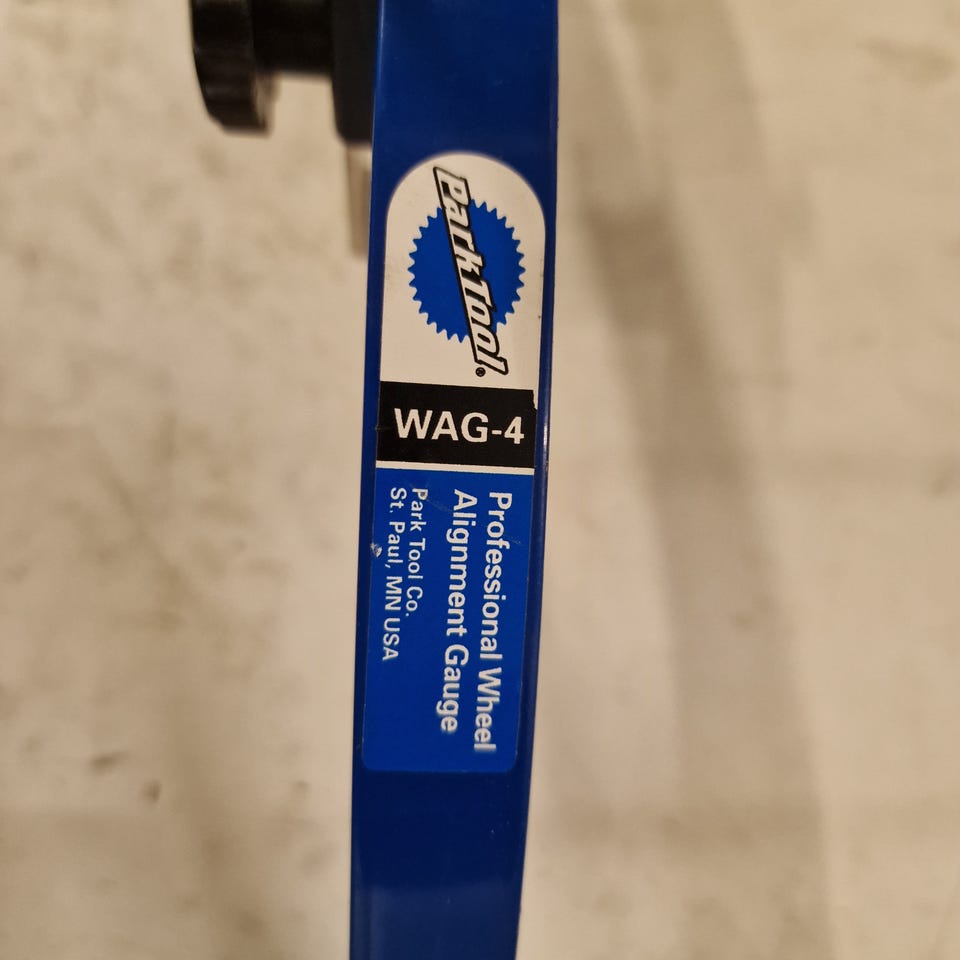 ParkTool®
WAG-4
Professional Wheel
Alignment Gauge
Park Tool Co.
St. Paul, MN USA